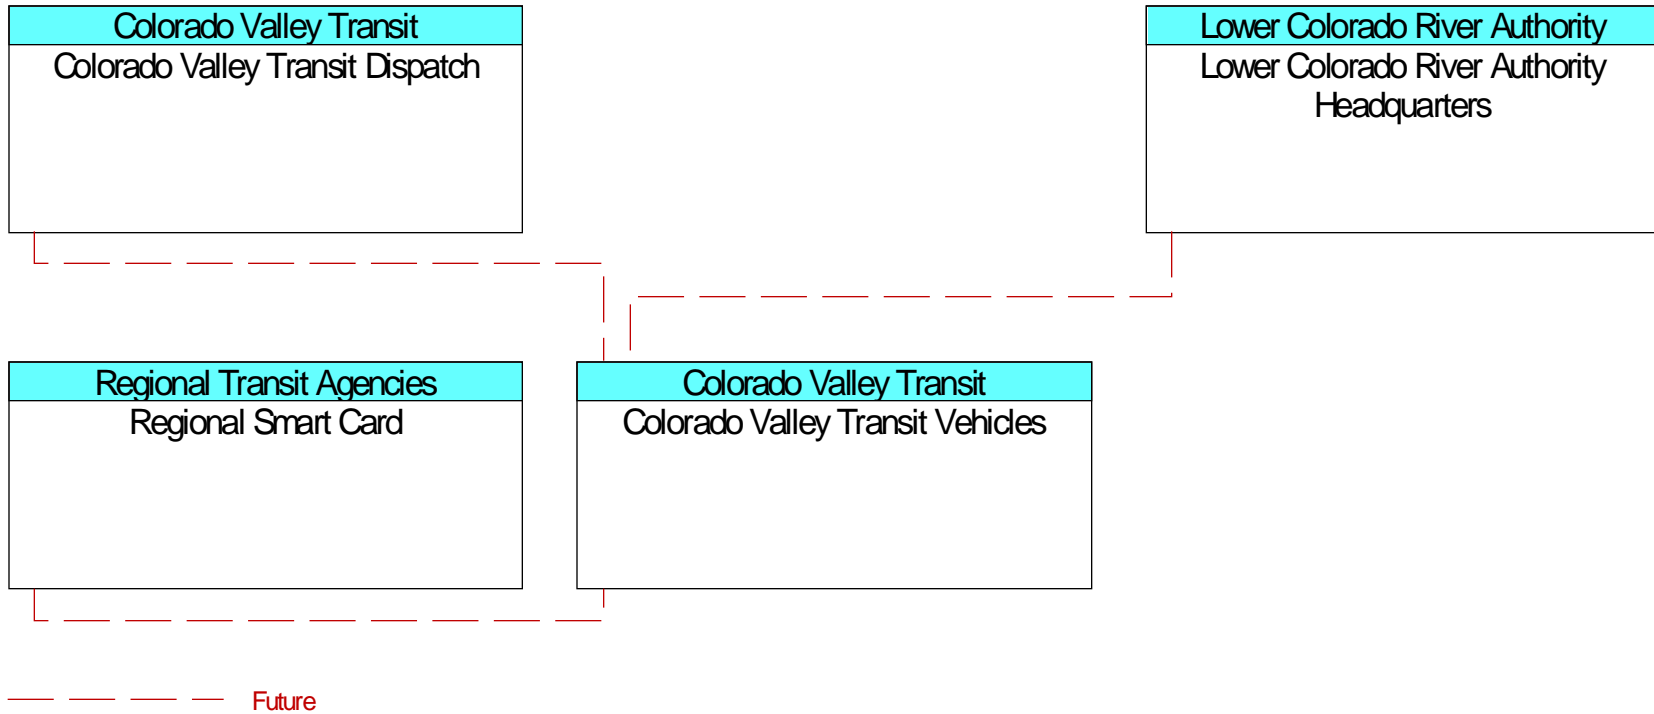 Colorado Valley Transit
Colorado Valley Transit Dispatch
Lower Colorado River Authority
Lower Colorado River Authority
Headquarters
Regional Transit Agencies
Regional Smart Card
Colorado Valley Transit
Colorado Valley Transit Vehicles
Future